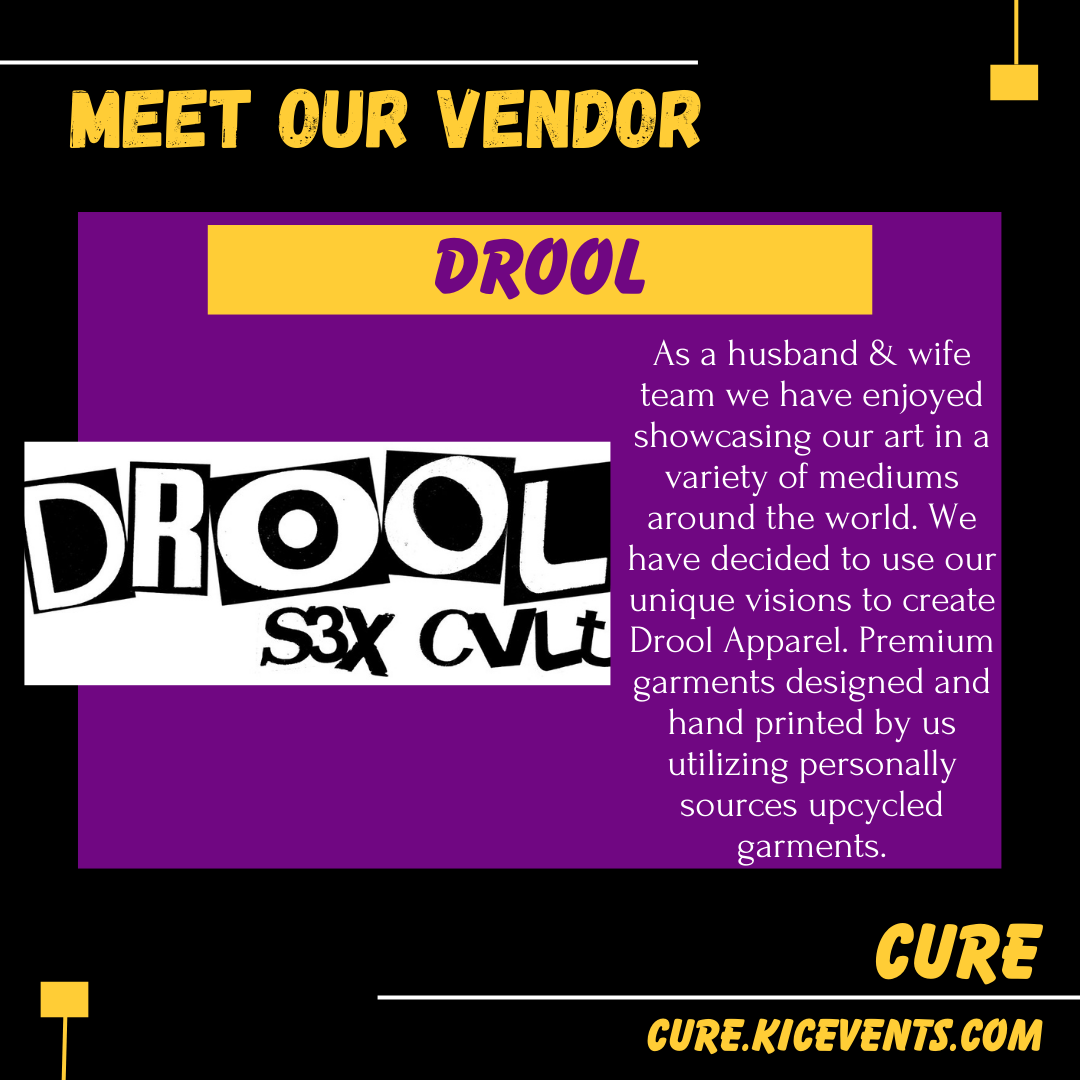 MEET OUR VENDOR
DROOL
DROOL
S3X CVLt
As a husband & wife
team we have enjoyed
showcasing our art in a
variety of mediums
around the world. We
have decided to use our
unique visions to create
Drool Apparel. Premium
garments designed and
hand printed by us
utilizing personally
sources upcycled
garments.
CURE
CURE.KICEVENTS.COM